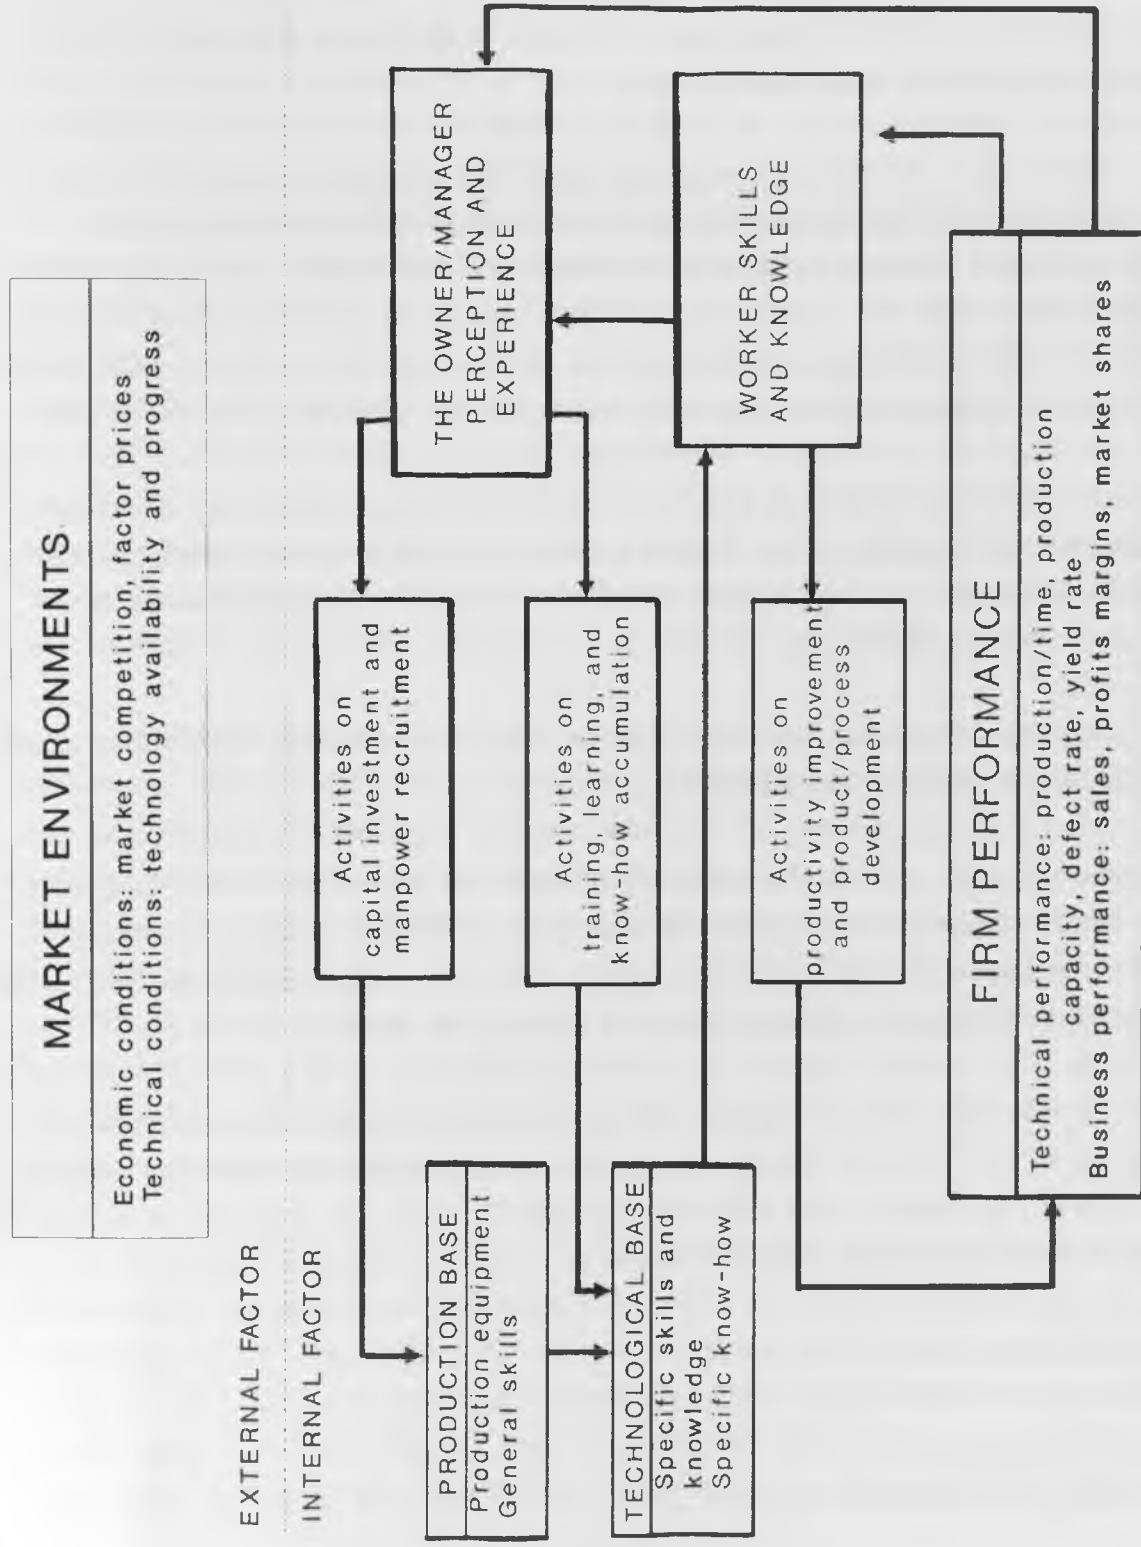 MARKET ENVIRONMENTS
Economic conditions: market competition, factor prices
Technical conditions: technology availability and progress
EXTERNAL FACTOR
INTERNAL FACTOR
PRODUCTION BASE
Production equipment
General skills
Activities on
capital investment and
manpower recruitment
THE OWNER/MANAGER
PERCEPTION AND
EXPERIENCE
TECHNOLOGICAL BASE
Specific skills and
knowledge
Specific know-how
Activities on
training, learning, and
know-how accumulation
WORKER SKILLS
AND KNOWLEDGE
Activities on
productivity improvement
and product/process
development
FIRM PERFORMANCE
Technical performance: production/time, production
capacity, defect rate, yield rate
Business performance: sales, profits margins, market shares